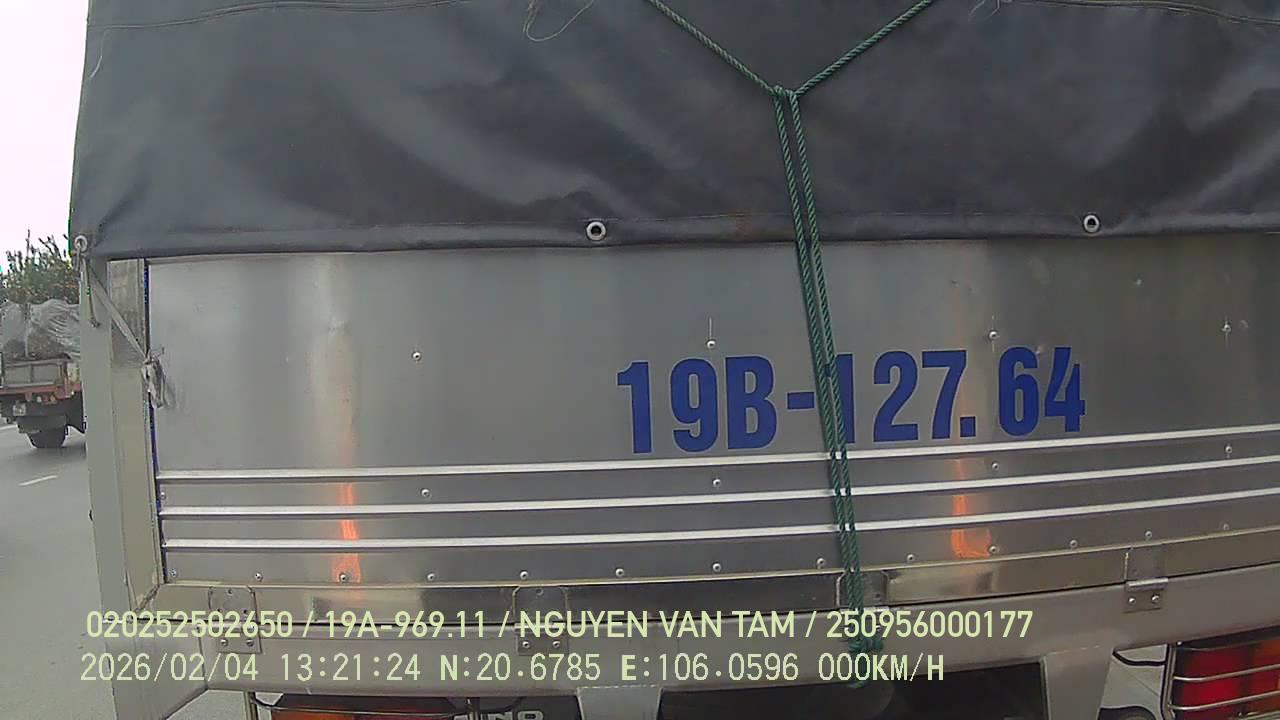 19B-127.64
020252502650 / 19A-969.11 / NGUYEN VAN TAM / 250956000177
2026/02/04 13:21:24 N:20.6785 E:106.0596 000KM/H